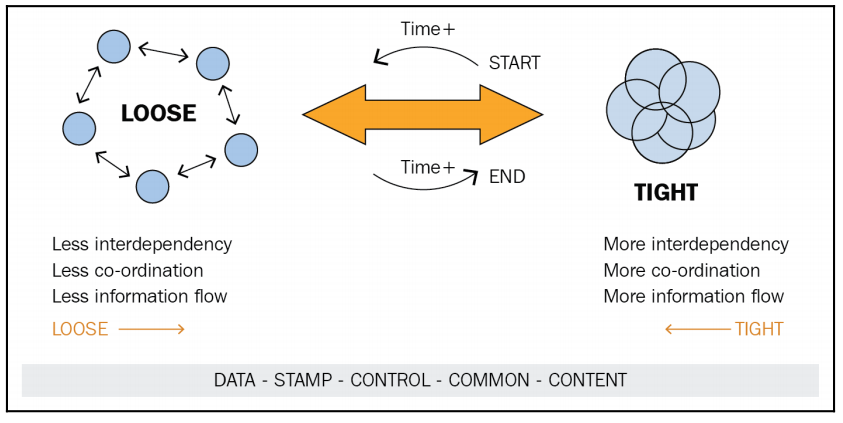 Time+
START
LOOSE
Time+
END
TIGHT
Less interdependency
Less co-ordination
Less information flow
LOOSE
More interdependency
More co-ordination
More information flow
TIGHT
DATA - STAMP - CONTROL - COMMON - CONTENT